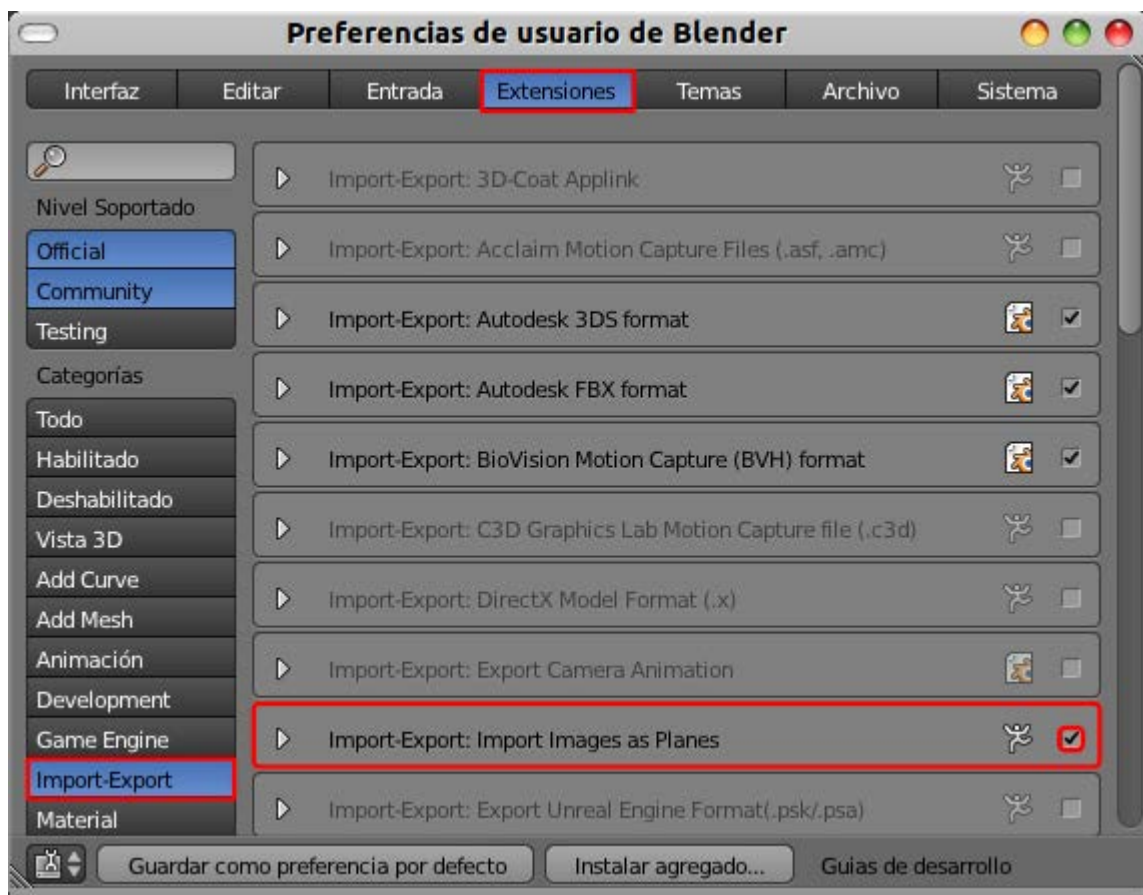 Preferencias de usuario de Blender
Interfaz Editar Entrada Extensiones Temas Archivo Sistema
Nivel Soportado
Official
Community
Testing
Categorías
Todo
Habilitado
Deshabilitado
Vista 3D
Add Curve
Add Mesh
Animación
Development
Game Engine
Import-Export
Material
Import-Export: 3D-Coat Applink
Import-Export: Acclaim Motion Capture Files (.asf, .amc)
Import-Export: Autodesk 3DS format
Import-Export: Autodesk FBX format
Import-Export: BioVision Motion Capture (BVH) format
Import-Export: C3D Graphics Lab Motion Capture file (.c3d)
Import-Export: DirectX Model Format (.x)
Import-Export: Export Camera Animation
Import-Export: Import Images as Planes
Import-Export: Export Unreal Engine Format(.psk/.psa)
Guardar como preferencia por defecto Instalar agregado... Guias de desarrollo